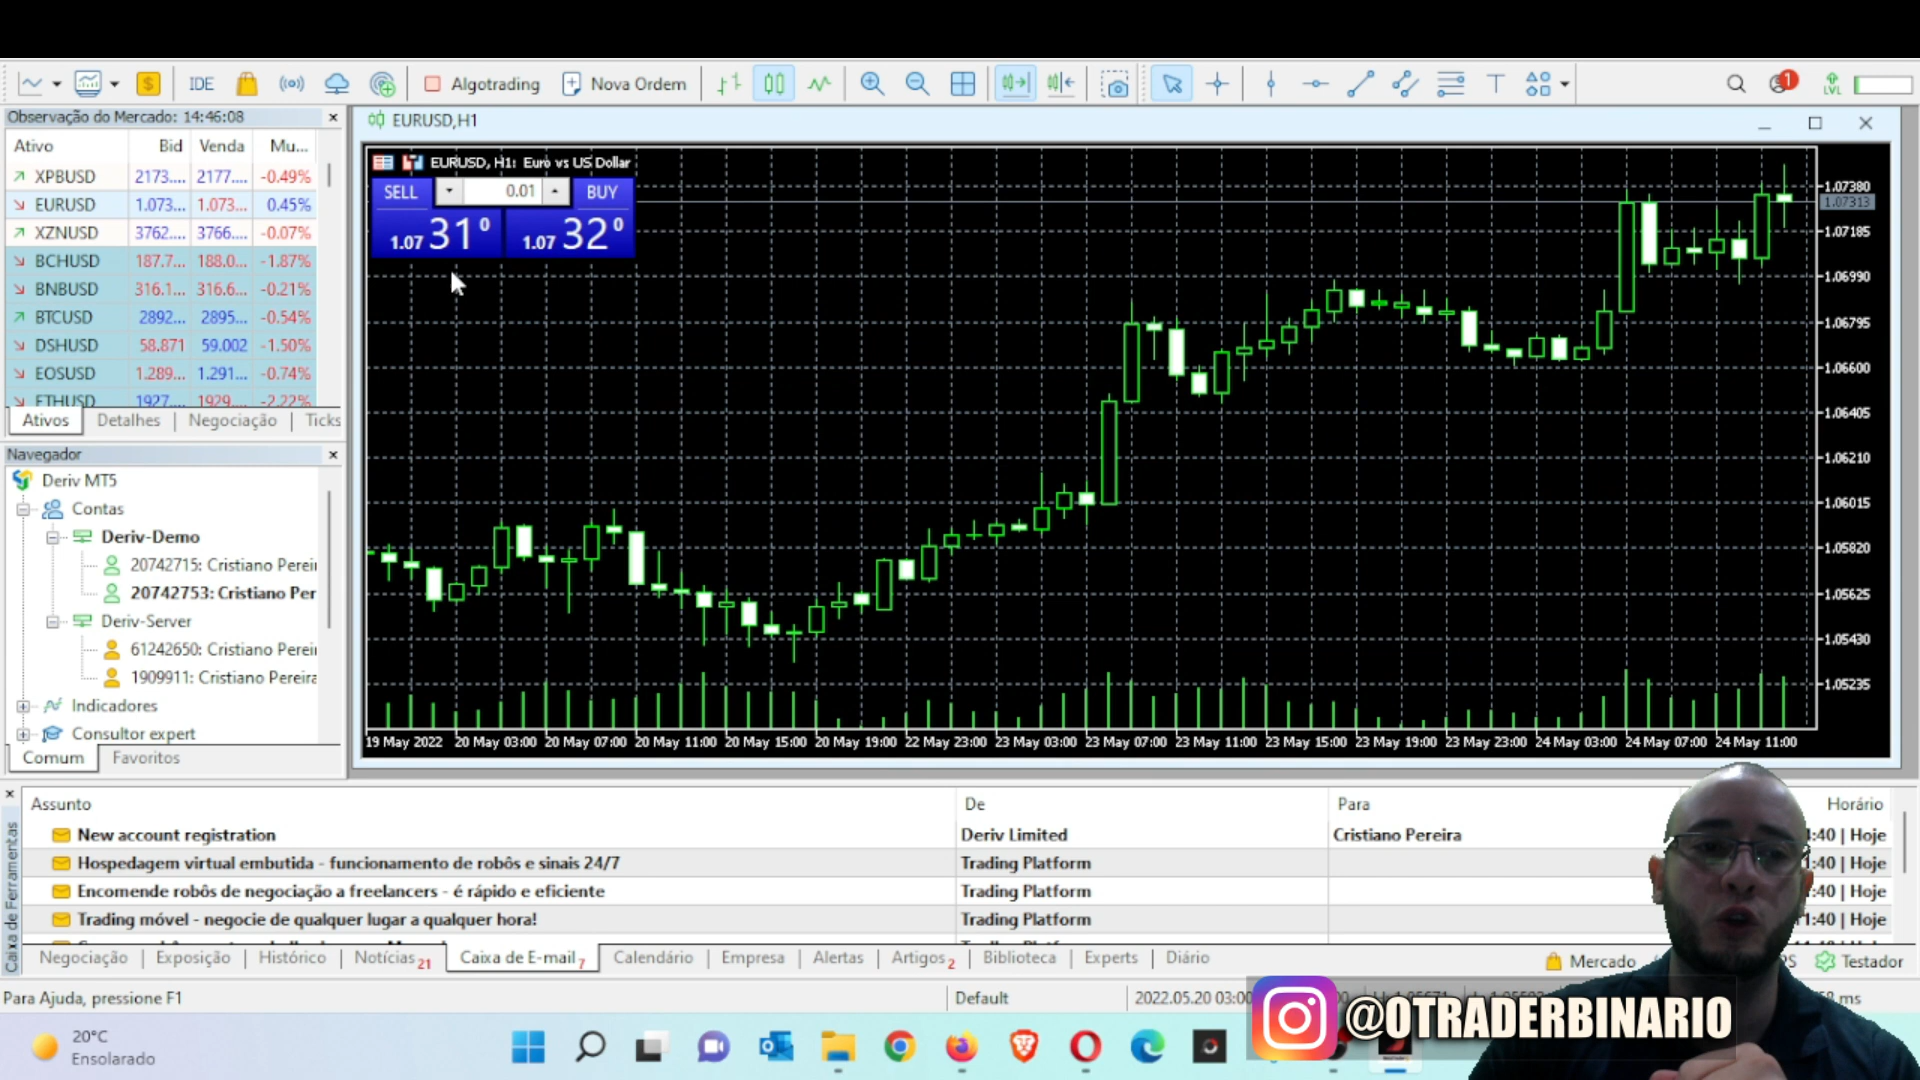 IDE
Algotrading
Nova Ordem
1
Observação do Mercado: 14:46:08
Ativo Bid Venda Mu...
XPBUSD 2173.... 2177.... -0.49%
EURUSD 1.073... 1.073... 0.45%
XZNUSD 3762.... 3766.... -0.07%
BCHUSD 187.7... 188.0... -1.87%
BNBUSD 316.1... 316.6... -0.21%
BTCUSD 2892... 2895... -0.54%
DSHUSD 58.871 59.002 -1.50%
EOSUSD 1.289... 1.291... -0.74%
ETHUSD 1927.... 1929.... -2.22%
Ativos Detalhes Negociação Ticks
Navegador
Deriv MT5
Contas
Deriv-Demo
20742715: Cristiano Perei
20742753: Cristiano Per
Deriv-Server
61242650: Cristiano Perei
1909911: Cristiano Pereira
Indicadores
Consultor expert
Comum Favoritos
EURUSD,H1
EURUSD, H1: Euro vs US Dollar
SELL 0.01 BUY
1.07 31 0 1.07 32 0
1.07380
1.07313
1.07185
1.06990
1.06795
1.06600
1.06405
1.06210
1.06015
1.05820
1.05625
1.05430
1.05235
19 May 2022 20 May 03:00 20 May 07:00 20 May 11:00 20 May 15:00 20 May 19:00 22 May 23:00 23 May 03:00 23 May 07:00 23 May 11:00 23 May 15:00 23 May 19:00 23 May 23:00 24 May 03:00 24 May 07:00 24 May 11:00
Caixa de Ferramentas
Assunto De Para Horário
New account registration Deriv Limited Cristiano Pereira :40 | Hoje
Hospedagem virtual embutida - funcionamento de robôs e sinais 24/7 Trading Platform :40 | Hoje
Encomende robôs de negociação a freelancers - é rápido e eficiente Trading Platform :40 | Hoje
Trading móvel - negocie de qualquer lugar a qualquer hora! Trading Platform 1:40 | Hoje
Negociação Exposição Histórico Notícias 21 Caixa de E-mail 7 Calendário Empresa Alertas Artigos 2 Biblioteca Experts Diário
Mercado
Testador
Para Ajuda, pressione F1 Default 2022.05.20 03:00 ms
@OTRADERBINARIO
20°C
Ensolarado